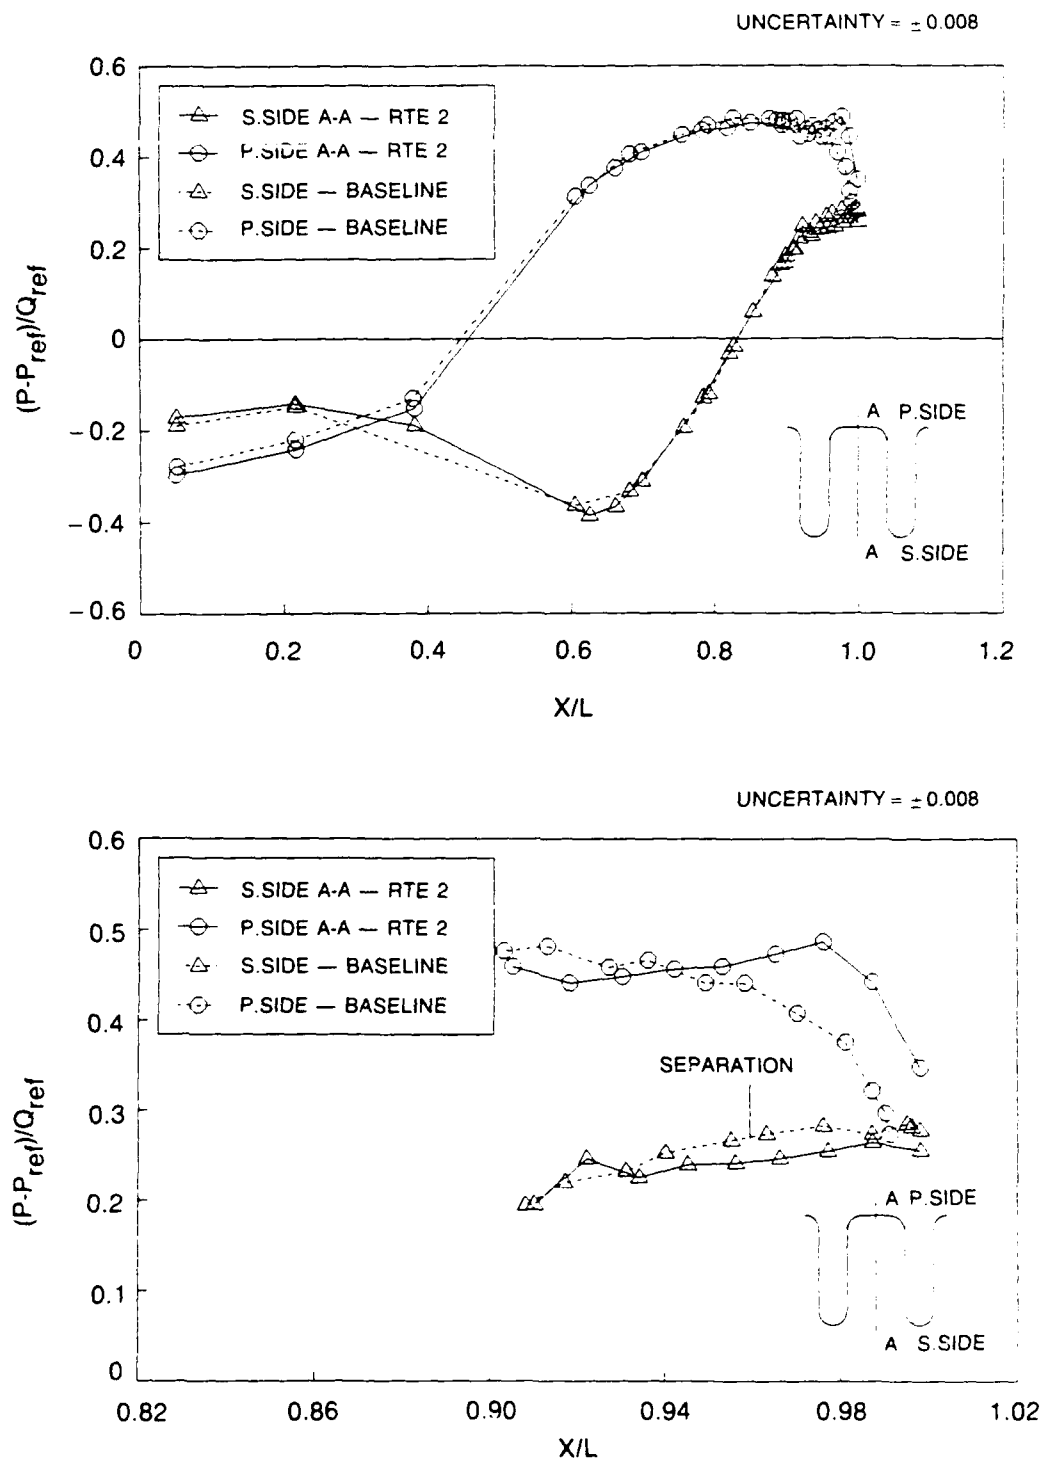 UNCERTAINTY = ± 0.008
0.6
0.4
0.2
0
−0.2
−0.4
−0.6
(P-Pref)/Qref
S.SIDE A-A — RTE 2
P.SIDE A-A — RTE 2
S.SIDE — BASELINE
P.SIDE — BASELINE
A P.SIDE
A S.SIDE
0 0.2 0.4 0.6 0.8 1.0 1.2
X/L
UNCERTAINTY = ± 0.008
0.6
0.5
0.4
0.3
0.2
0.1
0
(P-Pref)/Qref
S.SIDE A-A — RTE 2
P.SIDE A-A — RTE 2
S.SIDE — BASELINE
P.SIDE — BASELINE
SEPARATION
A P.SIDE
A S.SIDE
0.82 0.86 0.90 0.94 0.98 1.02
X/L